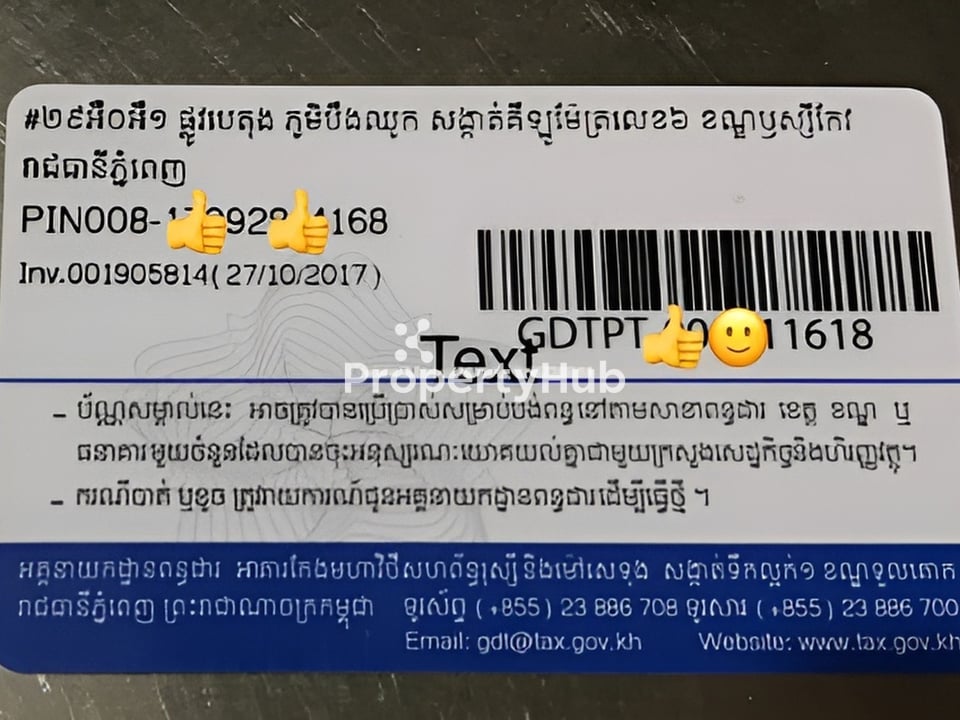 #២៩អឺ០អឺ១ ផ្លូវបេតុង ភូមិបឹងឈូក សង្កាត់គីឡូម៉ែត្រលេខ៦ ខណ្ឌឫស្សីកែវ
រាជធានីភ្នំពេញ
PIN008- 168
Inv.001905814( 27/10/2017 )
GDTPT 11618
Text
PropertyHub
- ប័ណ្ណសម្គាល់នេះ អាចត្រូវបានប្រើប្រាស់សម្រាប់បង់ពន្ធនៅតាមសាខាពន្ធដារ ខេត្ត ខណ្ឌ ឬ
ធនាគារមួយចំនួនដែលបានចុះអនុស្សរណៈយោគយល់គ្នាជាមួយក្រសួងសេដ្ឋកិច្ចនិងហិរញ្ញវត្ថុ។
- ករណីបាត់ ឬខូច ត្រូវរាយការណ៍ជូនអគ្គនាយកដ្ឋានពន្ធដារដើម្បីធ្វើថ្មី ។
អគ្គនាយកដ្ឋានពន្ធដារ អាគារកែងមហាវិថីសហព័ន្ធរុស្ស៊ី និងម៉ៅសេទុង សង្កាត់ទឹកល្អក់១ ខណ្ឌទួលគោក
រាជធានីភ្នំពេញ ព្រះរាជាណាចក្រកម្ពុជា ទូរស័ព្ទ (+855) 23 886 708 ទូរសារ (+855) 23 886 700
Email: gdt@tax.gov.kh Website: www.tax.gov.kh